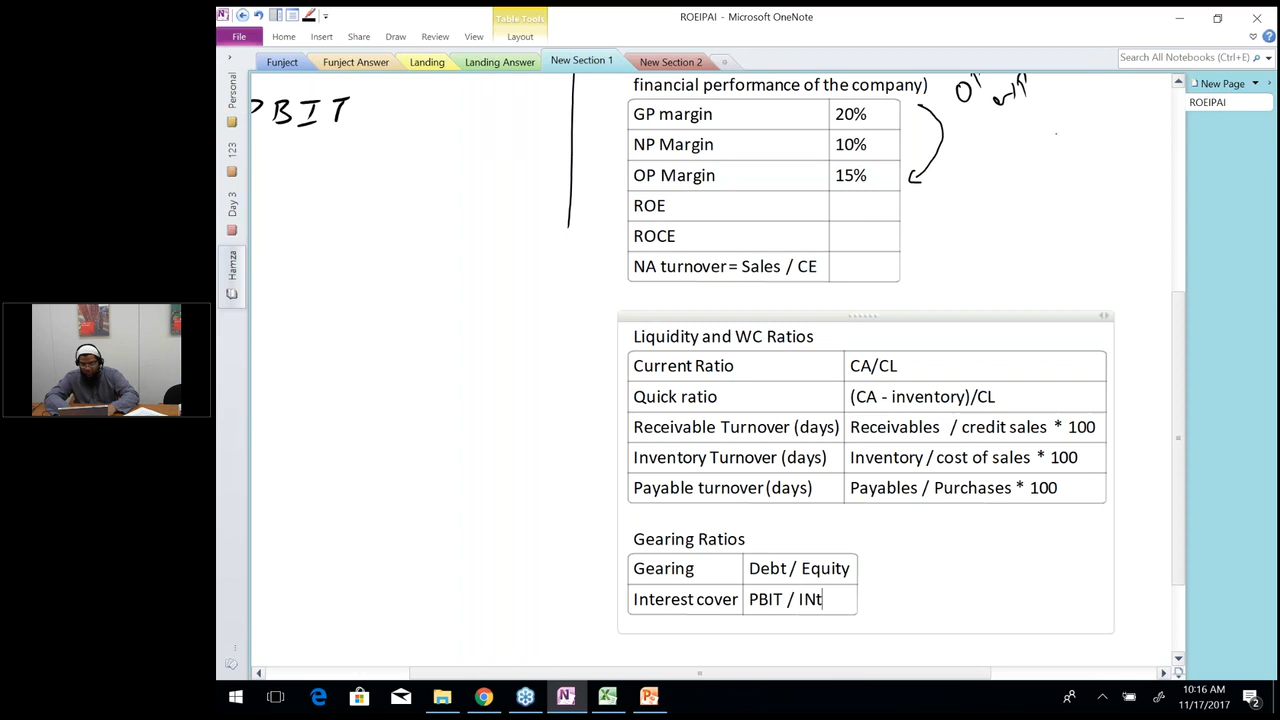 Table Tools
ROEIPAI - Microsoft OneNote
File Home Insert Share Draw Review View Layout
Funject Funject Answer Landing Landing Answer New Section 1 New Section 2
Search All Notebooks (Ctrl+E)
New Page
ROEIPAI
Personal
123
Day 3
Hamza
PBIT
financial performance of the company)
GP margin 20%
NP Margin 10%
OP Margin 15%
ROE
ROCE
NA turnover = Sales / CE
Liquidity and WC Ratios
Current Ratio CA/CL
Quick ratio (CA - inventory)/CL
Receivable Turnover (days) Receivables / credit sales * 100
Inventory Turnover (days) Inventory / cost of sales * 100
Payable turnover (days) Payables / Purchases * 100
Gearing Ratios
Gearing Debt / Equity
Interest cover PBIT / INt
10:16 AM
11/17/2017
2